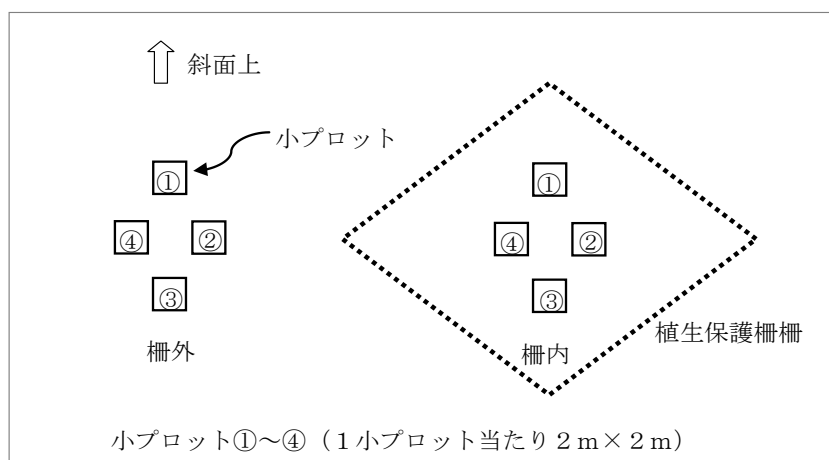 斜面上
小プロット
①
④ ②
③
柵外
①
④ ②
③
柵内
植生保護柵柵
小プロット①～④（１小プロット当たり２ｍ×２ｍ）